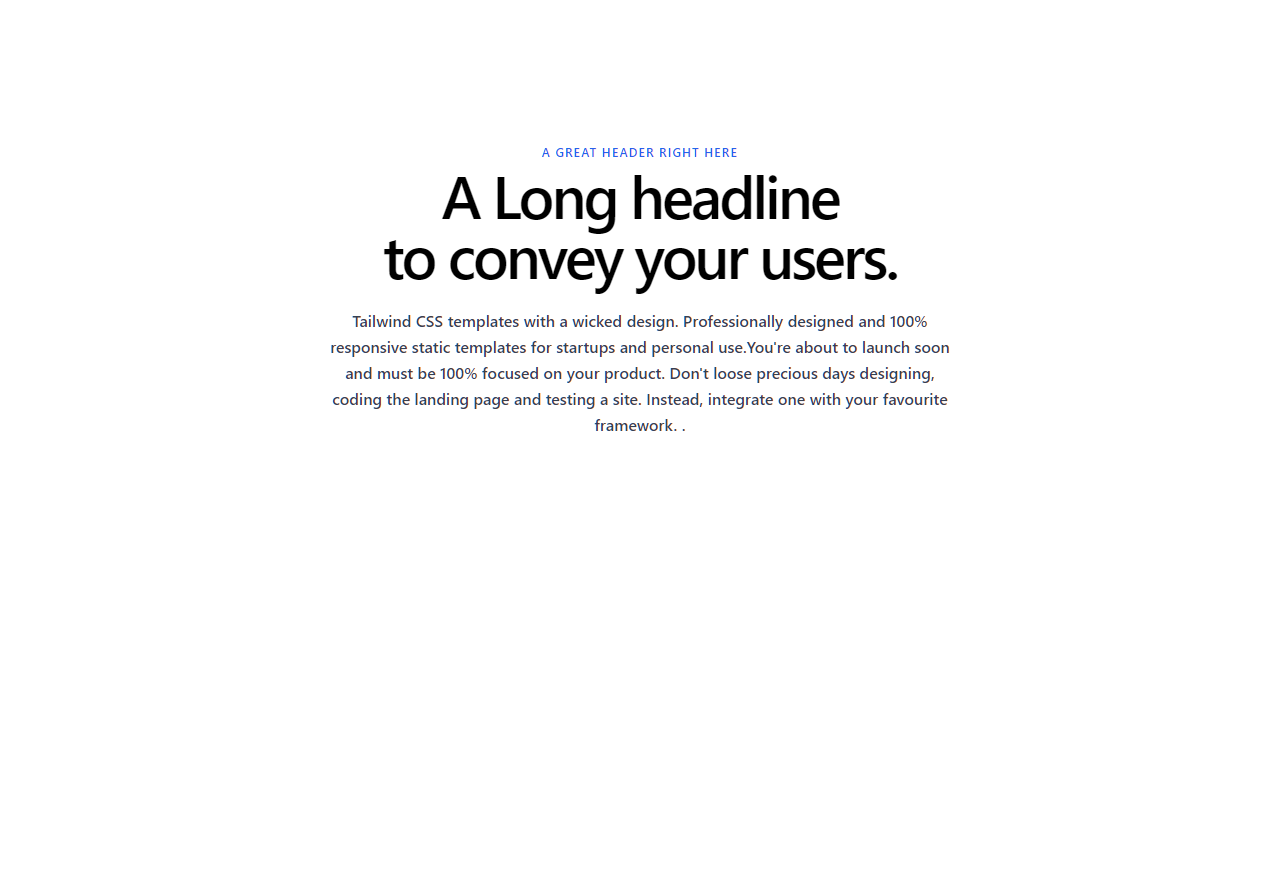 A GREAT HEADER RIGHT HERE
A Long headline
to convey your users.
Tailwind CSS templates with a wicked design. Professionally designed and 100%
responsive static templates for startups and personal use.You're about to launch soon
and must be 100% focused on your product. Don't loose precious days designing,
coding the landing page and testing a site. Instead, integrate one with your favourite
framework. .